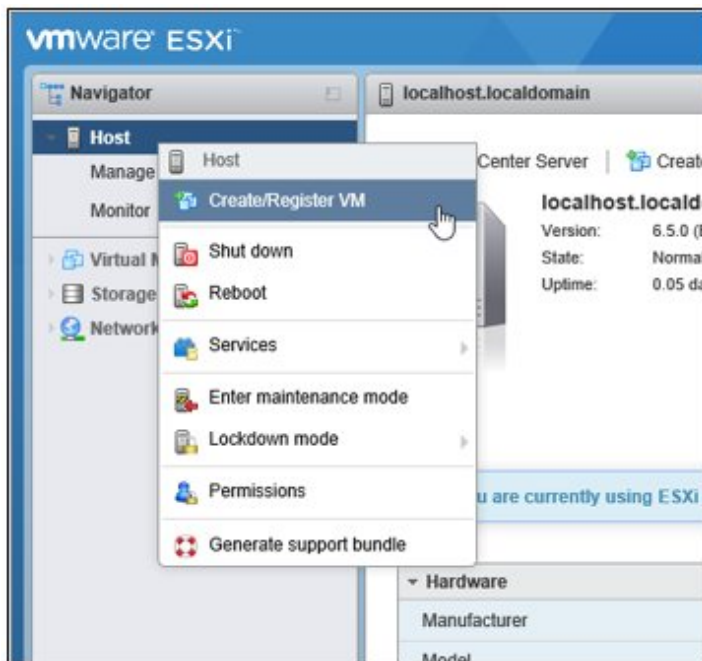 vmware ESXi
Navigator
localhost.localdomain
Host
Manage
Monitor
Virtual M
Storage
Network
Host
Create/Register VM
Shut down
Reboot
Services
Enter maintenance mode
Lockdown mode
Permissions
Generate support bundle
Center Server | Creat
localhost.locald
Version: 6.5.0 (
State: Normal
Uptime: 0.05 da
u are currently using ESXi
Hardware
Manufacturer
Model